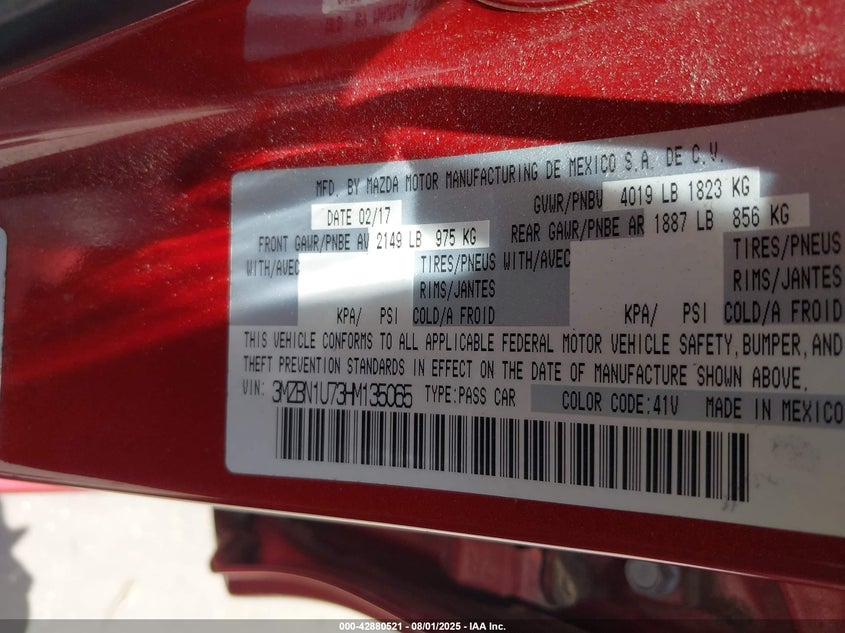 MFD. BY MAZDA MOTOR MANUFACTURING DE MEXICO S.A. DE C.V.
DATE 02/17 GVWR/PNBV 4019 LB 1823 KG
FRONT GAWR/PNBE AV 2149 LB 975 KG REAR GAWR/PNBE AR 1887 LB 856 KG
WITH/AVEC TIRES/PNEUS WITH/AVEC TIRES/PNEUS
RIMS/JANTES RIMS/JANTES
KPA/ PSI COLD/A FROID KPA/ PSI COLD/A FROID
THIS VEHICLE CONFORMS TO ALL APPLICABLE FEDERAL MOTOR VEHICLE SAFETY, BUMPER, AND
THEFT PREVENTION STANDARDS IN EFFECT ON THE DATE OF MANUFACTURE SHOWN ABOVE.
VIN: 3MZBN1U73HM135065 TYPE:PASS CAR COLOR CODE:41V MADE IN MEXICO
000-42880521 - 08/01/2025 - IAA Inc.